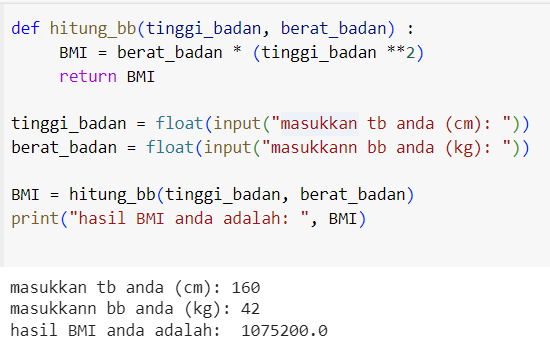 def hitung_bb(tinggi_badan, berat_badan) :
BMI = berat_badan * (tinggi_badan **2)
return BMI
tinggi_badan = float(input("masukkan tb anda (cm): "))
berat_badan = float(input("masukkann bb anda (kg): "))
BMI = hitung_bb(tinggi_badan, berat_badan)
print("hasil BMI anda adalah: ", BMI)
masukkan tb anda (cm): 160
masukkann bb anda (kg): 42
hasil BMI anda adalah:  1075200.0